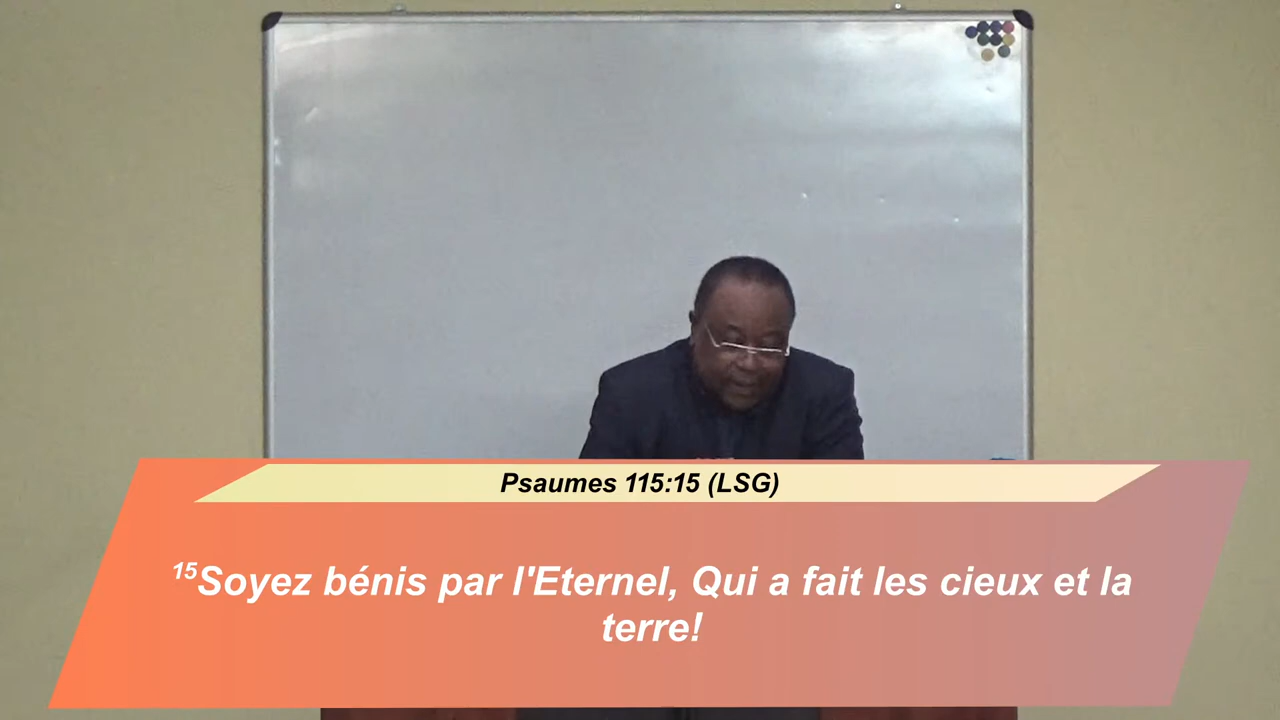 Psaumes 115:15 (LSG)
15Soyez bénis par l'Eternel, Qui a fait les cieux et la
terre!